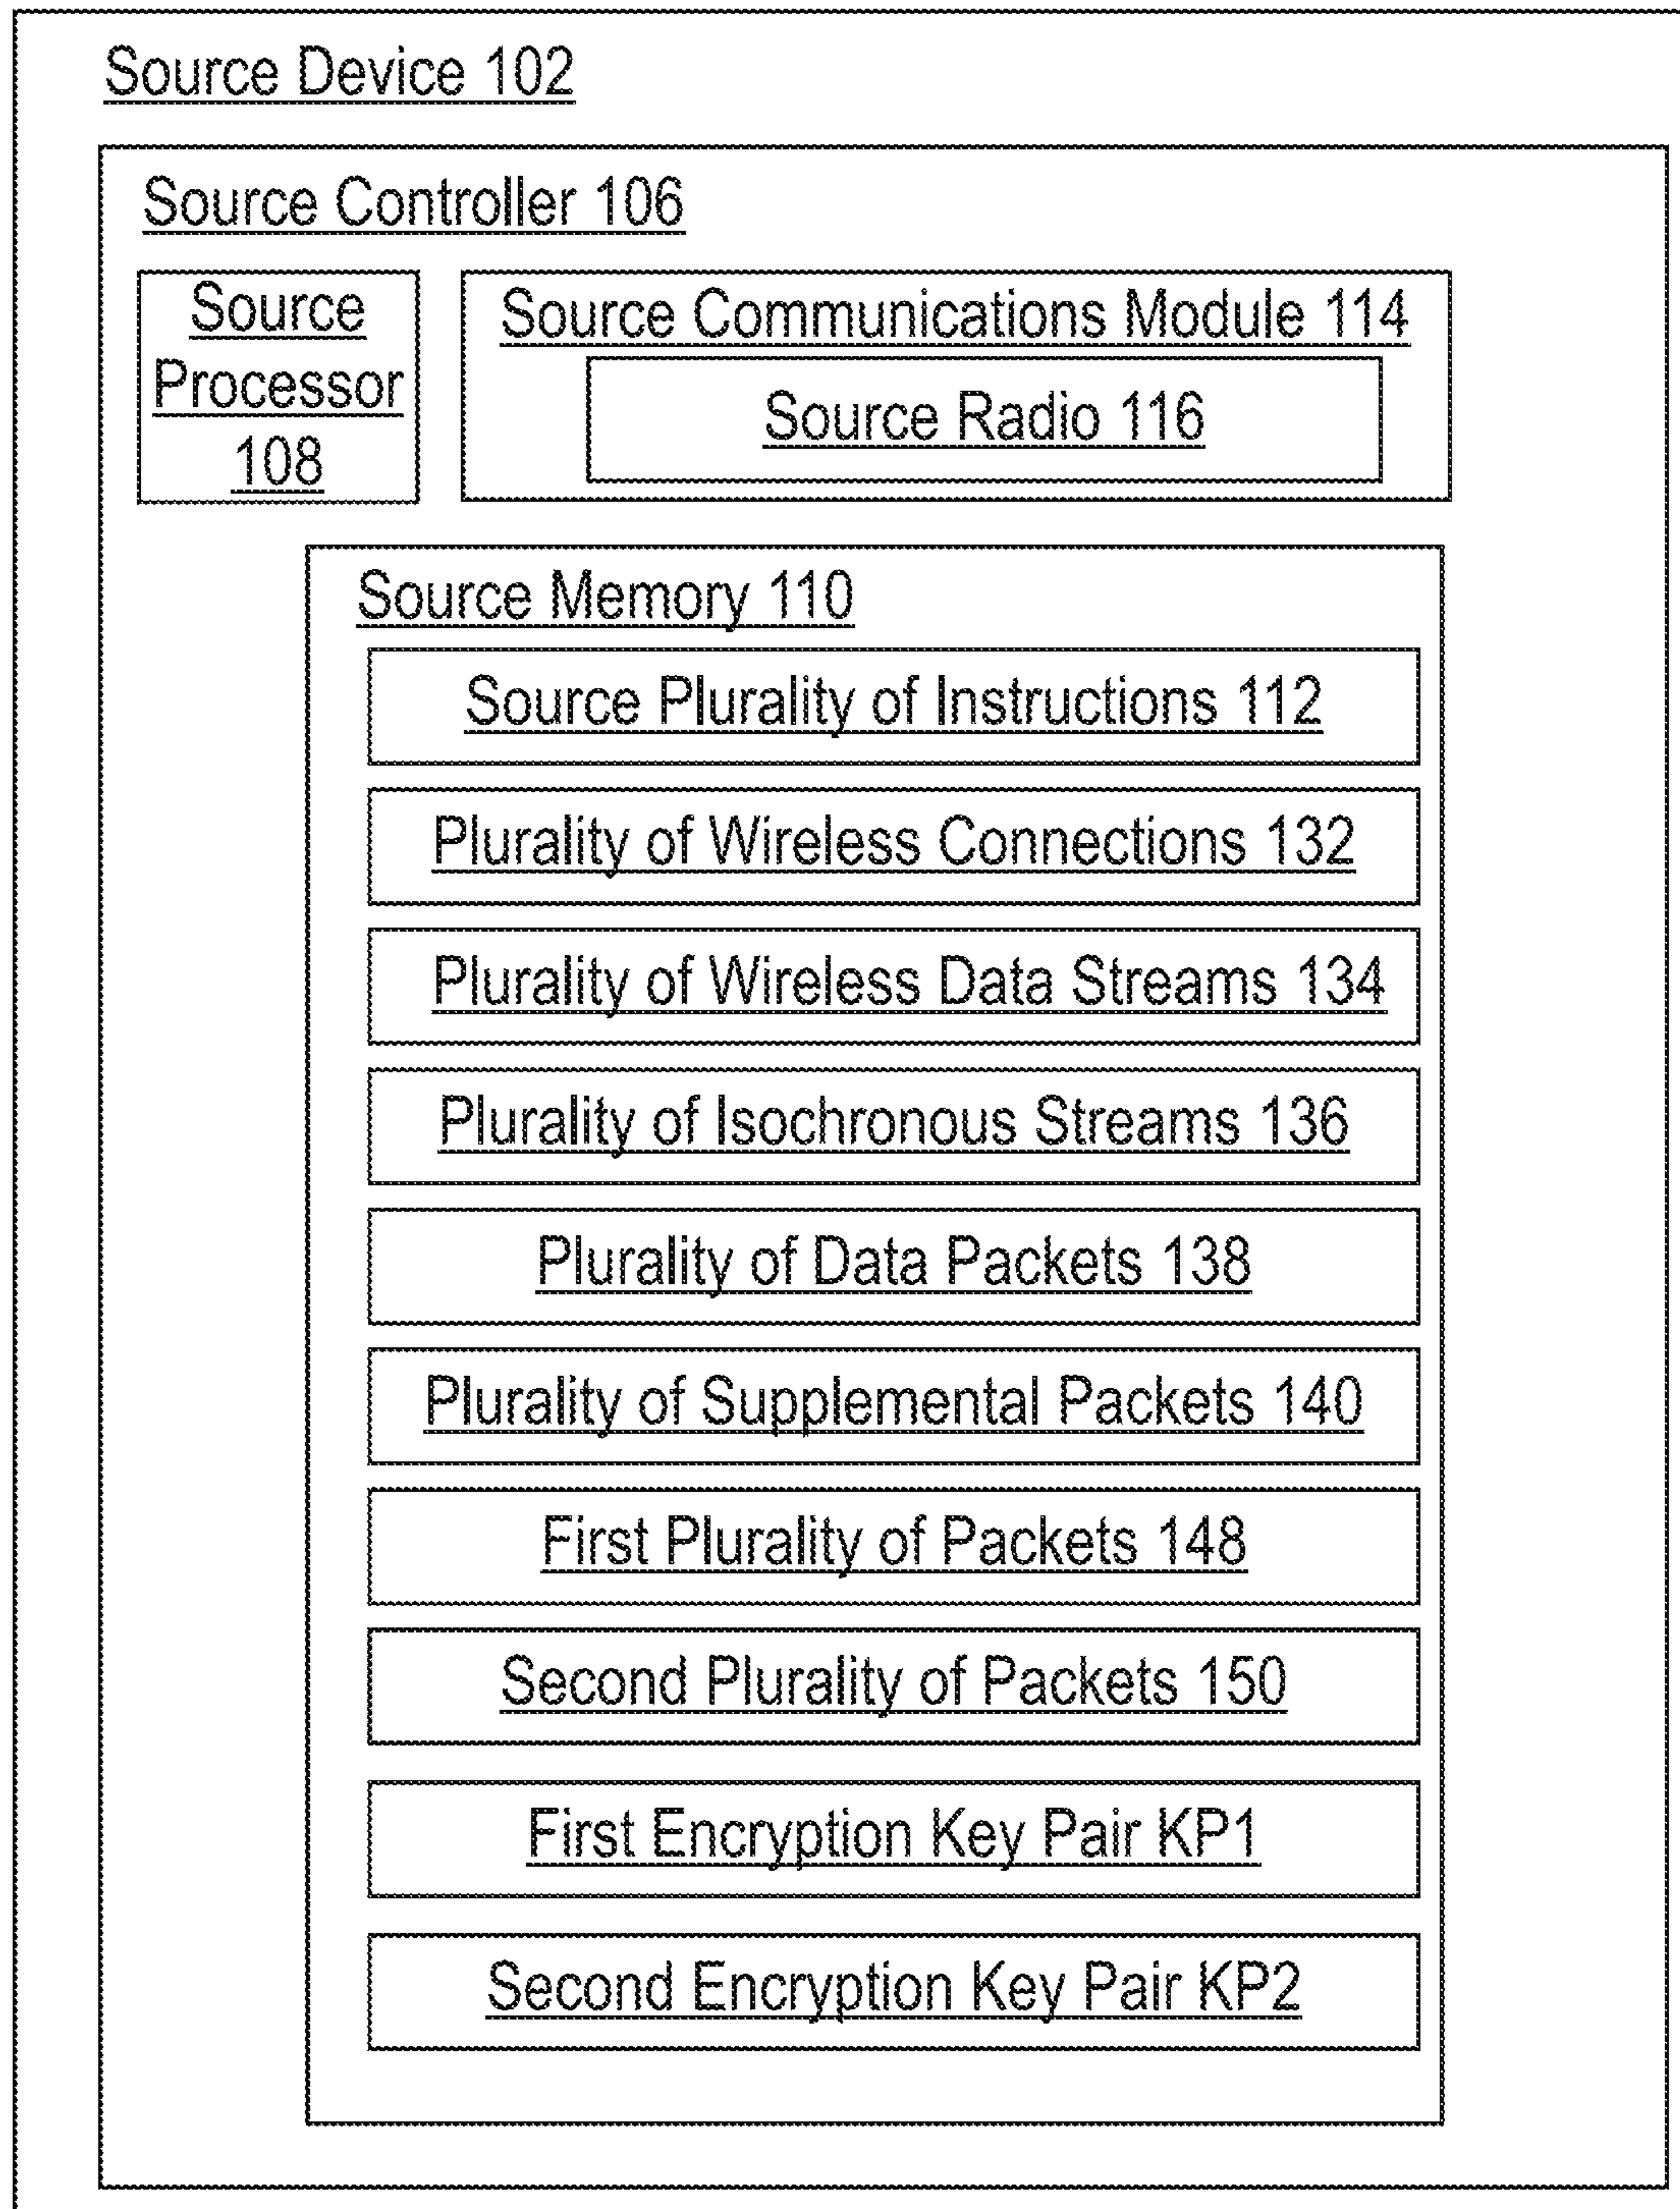 Source Device 102
Source Controller 106
Source
Processor
108
Source Communications Module 114
Source Radio 116
Source Memory 110
Source Plurality of Instructions 112
Plurality of Wireless Connections 132
Plurality of Wireless Data Streams 134
Plurality of Isochronous Streams 136
Plurality of Data Packets 138
Plurality of Supplemental Packets 140
First Plurality of Packets 148
Second Plurality of Packets 150
First Encryption Key Pair KP1
Second Encryption Key Pair KP2